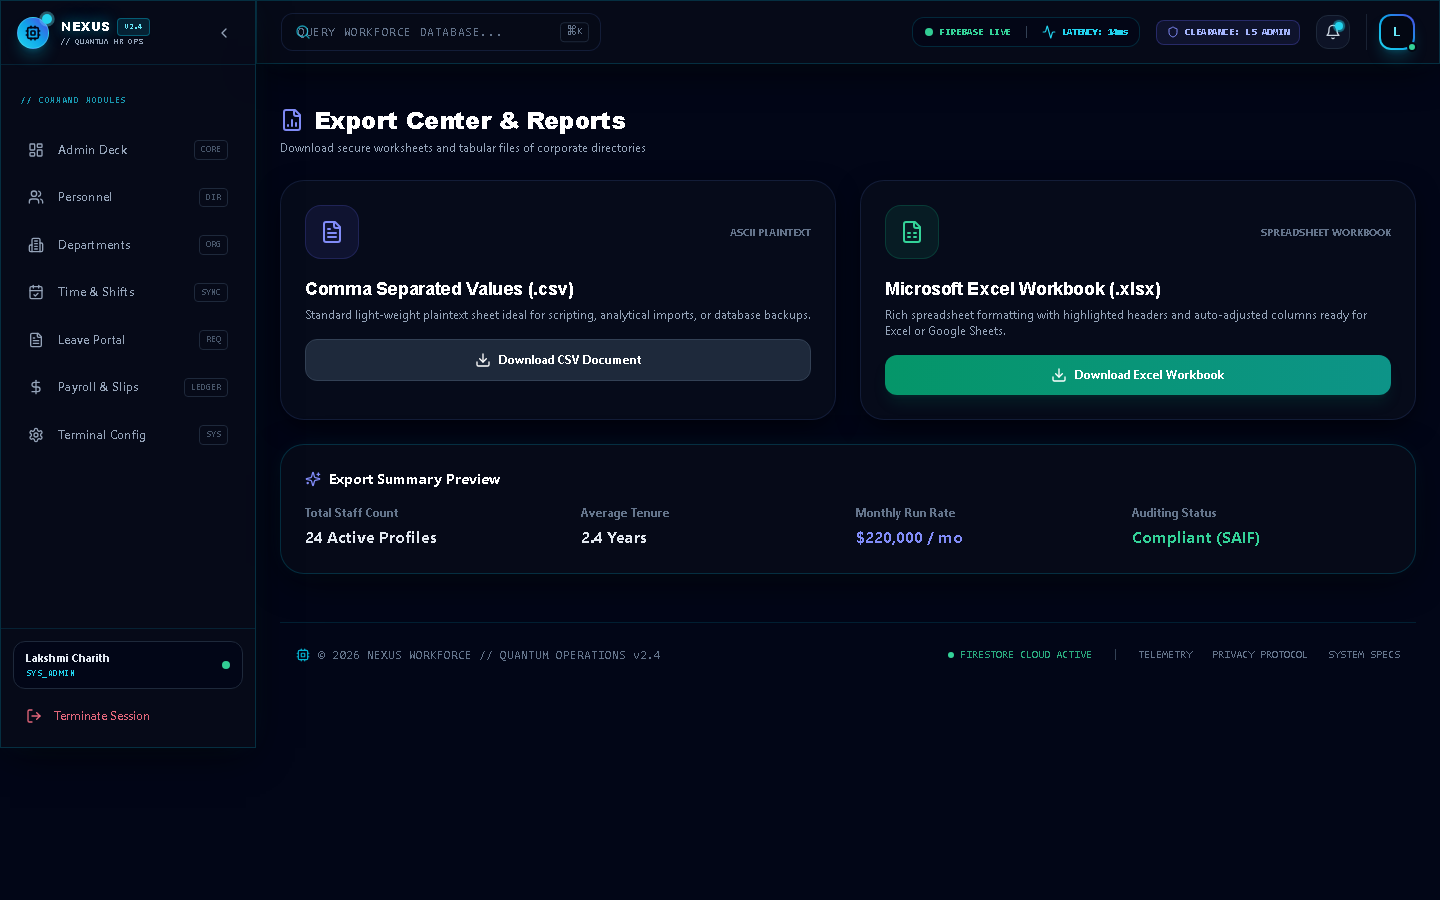 NEXUS V2.4
// QUANTUM HR OPS
QUERY WORKFORCE DATABASE... ⌘K
FIREBASE LIVE
LATENCY: 14ms
CLEARANCE: L5 ADMIN
L
// COMMAND MODULES
Admin Deck CORE
Personnel DIR
Departments ORG
Time & Shifts SYNC
Leave Portal REQ
Payroll & Slips LEDGER
Terminal Config SYS
Lakshmi Charith
SYS_ADMIN
Terminate Session
Export Center & Reports
Download secure worksheets and tabular files of corporate directories
ASCII PLAINTEXT
Comma Separated Values (.csv)
Standard light-weight plaintext sheet ideal for scripting, analytical imports, or database backups.
Download CSV Document
SPREADSHEET WORKBOOK
Microsoft Excel Workbook (.xlsx)
Rich spreadsheet formatting with highlighted headers and auto-adjusted columns ready for
Excel or Google Sheets.
Download Excel Workbook
Export Summary Preview
Total Staff Count
24 Active Profiles
Average Tenure
2.4 Years
Monthly Run Rate
$220,000 / mo
Auditing Status
Compliant (SAIF)
© 2026 NEXUS WORKFORCE // QUANTUM OPERATIONS v2.4
FIRESTORE CLOUD ACTIVE | TELEMETRY PRIVACY PROTOCOL SYSTEM SPECS